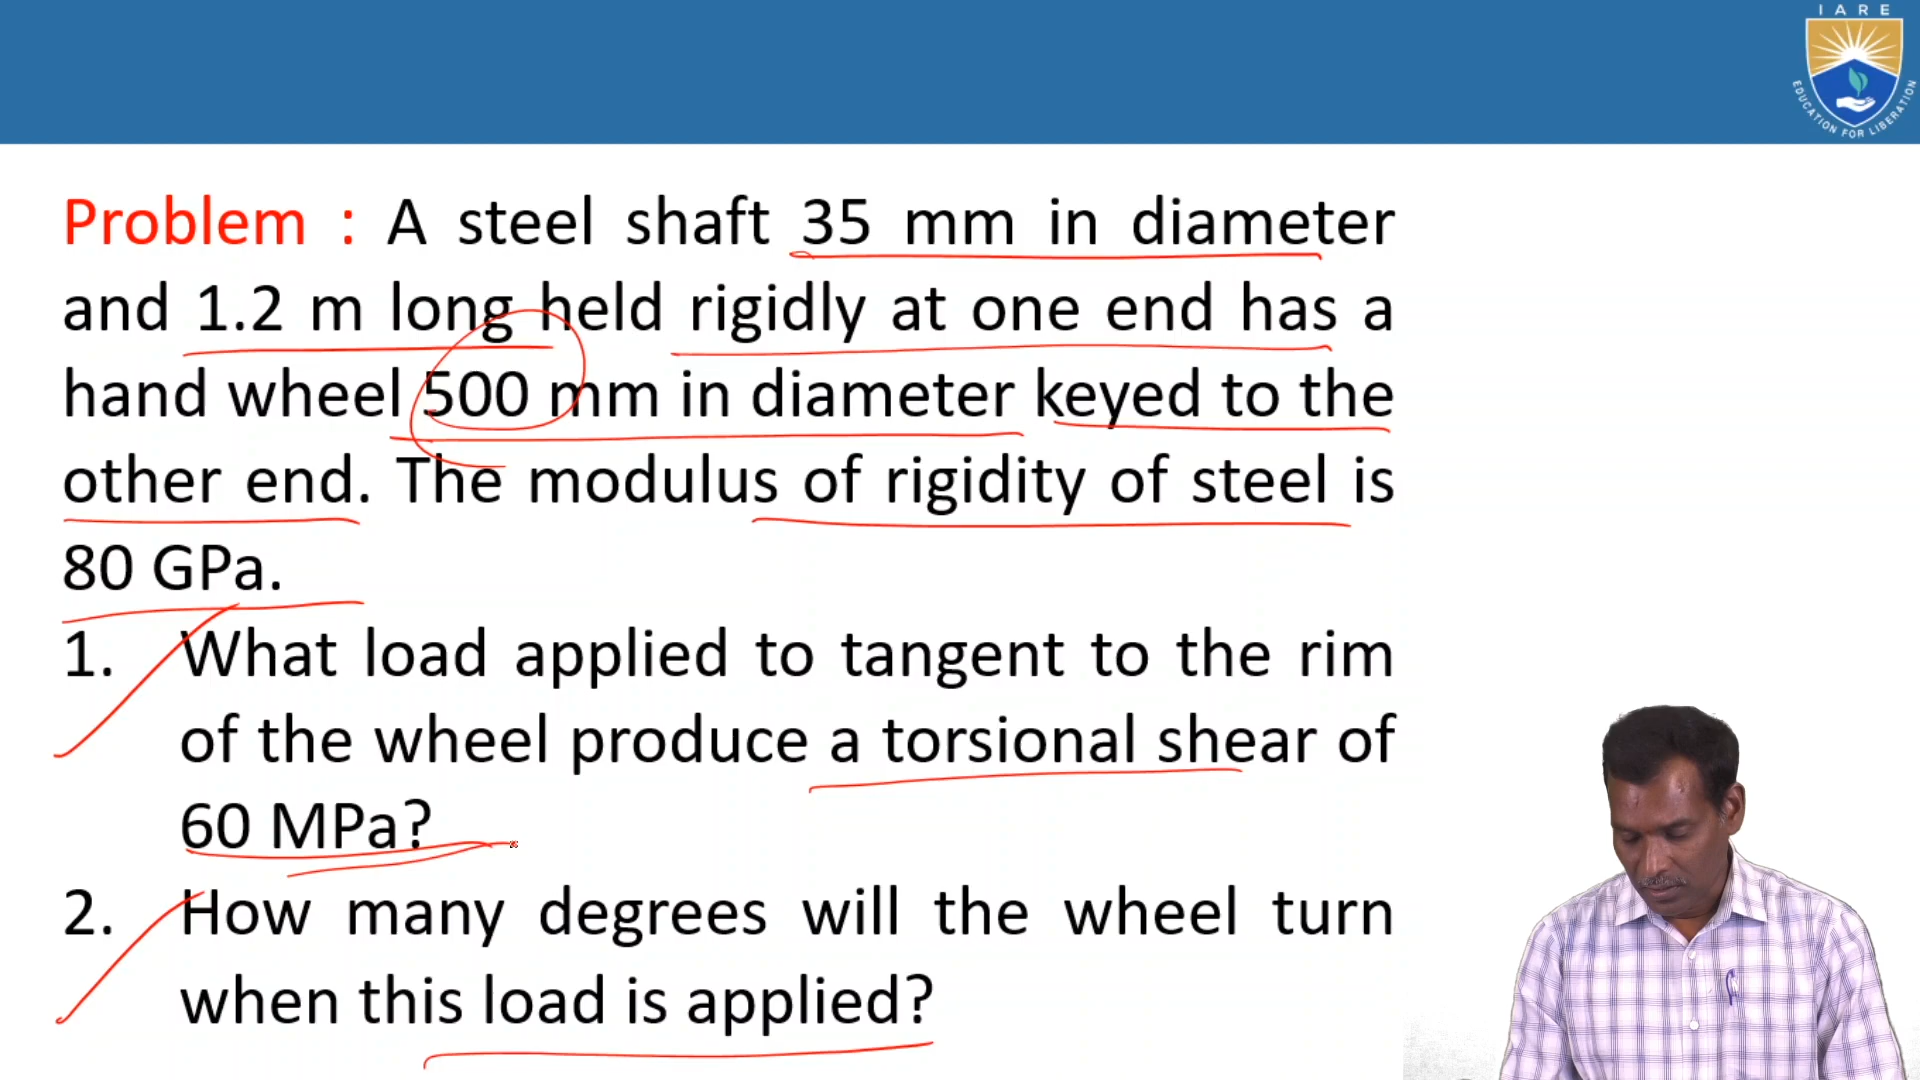 IARE
EDUCATION FOR LIBERATION
Problem : A steel shaft 35 mm in diameter
and 1.2 m long held rigidly at one end has a
hand wheel 500 mm in diameter keyed to the
other end. The modulus of rigidity of steel is
80 GPa.
1. What load applied to tangent to the rim
of the wheel produce a torsional shear of
60 MPa?
2. How many degrees will the wheel turn
when this load is applied?